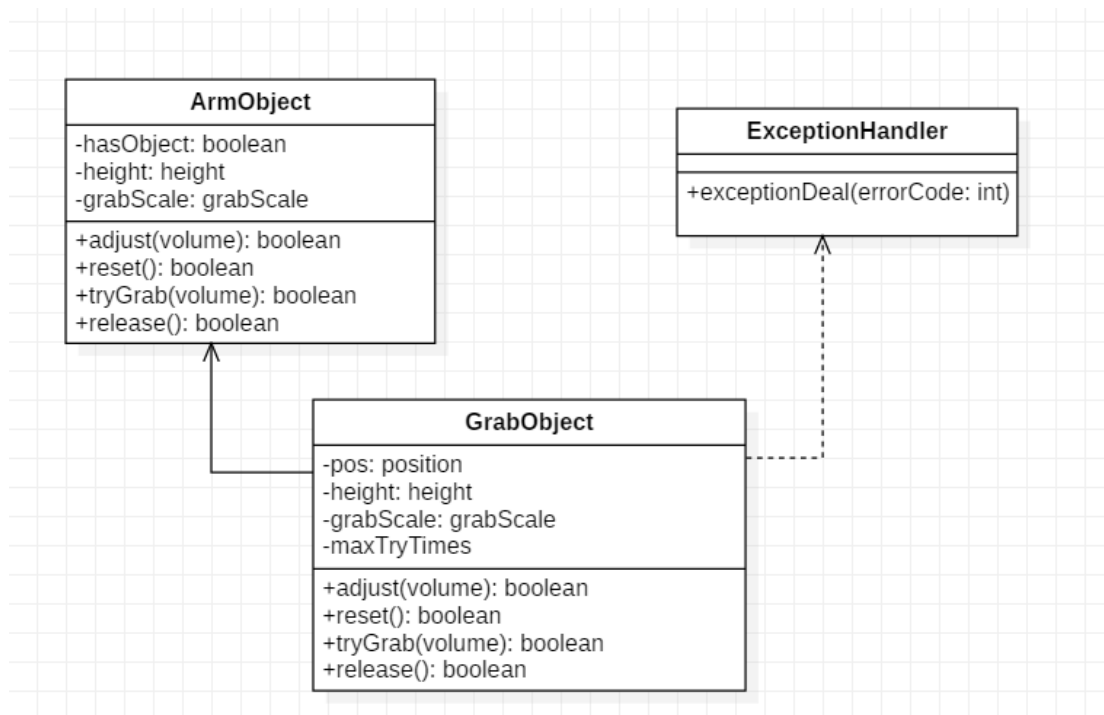 ArmObject
-hasObject: boolean
-height: height
-grabScale: grabScale
+adjust(volume): boolean
+reset(): boolean
+tryGrab(volume): boolean
+release(): boolean
ExceptionHandler
+exceptionDeal(errorCode: int)
GrabObject
-pos: position
-height: height
-grabScale: grabScale
-maxTryTimes
+adjust(volume): boolean
+reset(): boolean
+tryGrab(volume): boolean
+release(): boolean